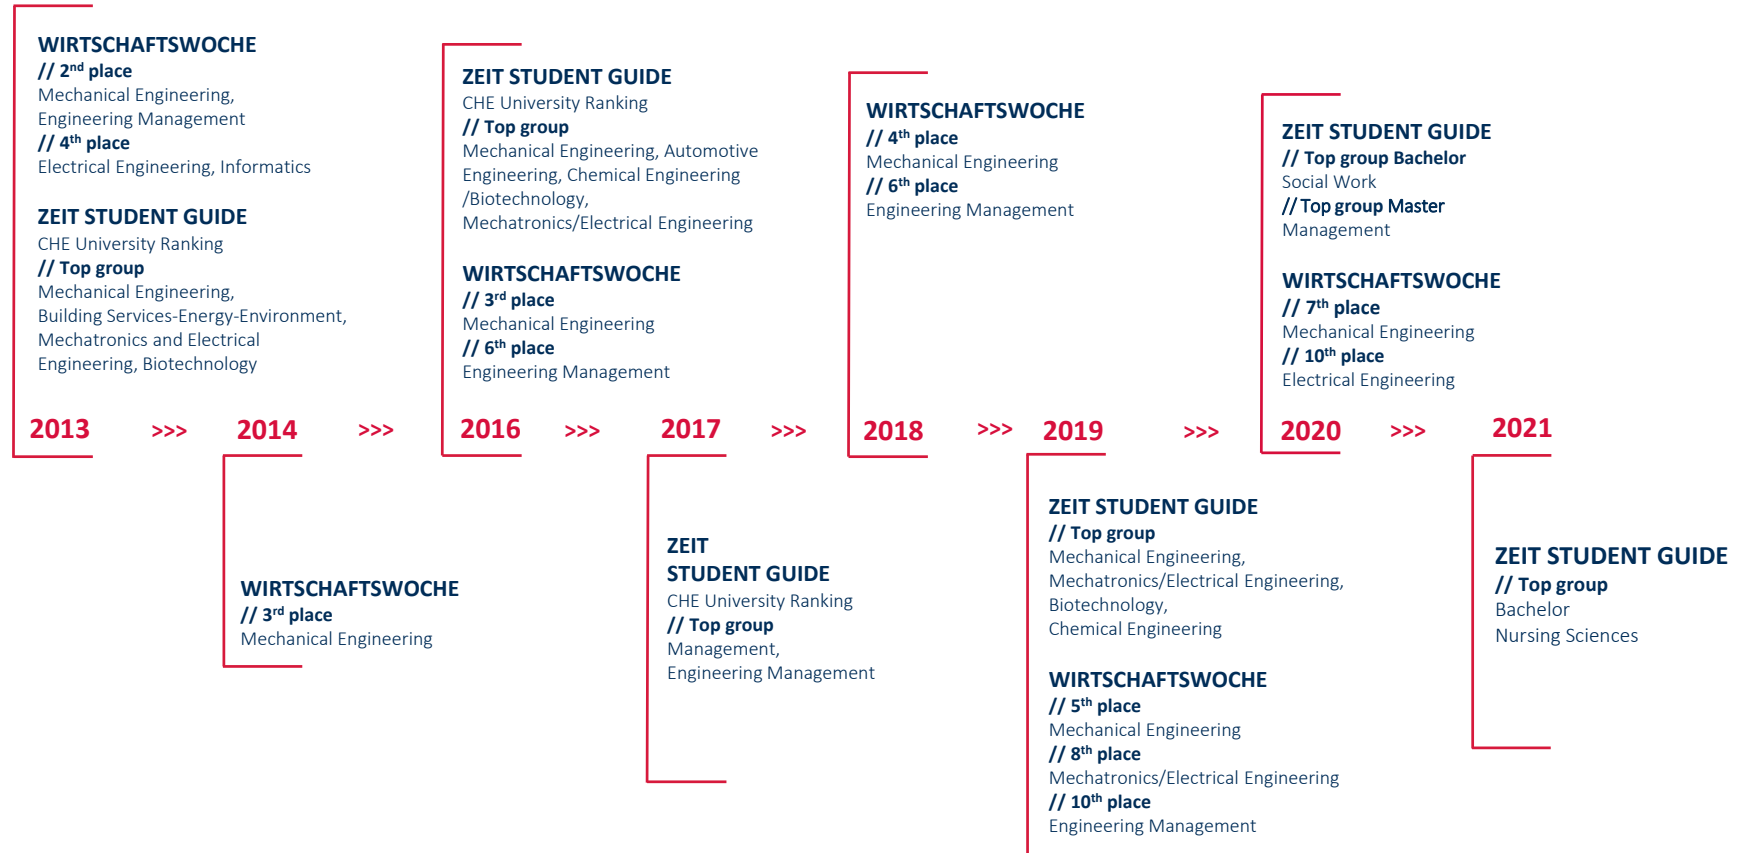 WIRTSCHAFTSWOCHE
// 2nd place
Mechanical Engineering,
Engineering Management
// 4th place
Electrical Engineering, Informatics
ZEIT STUDENT GUIDE
CHE University Ranking
// Top group
Mechanical Engineering,
Building Services-Energy-Environment,
Mechatronics and Electrical
Engineering, Biotechnology
ZEIT STUDENT GUIDE
CHE University Ranking
// Top group
Mechanical Engineering, Automotive
Engineering, Chemical Engineering
/Biotechnology,
Mechatronics/Electrical Engineering
WIRTSCHAFTSWOCHE
// 3rd place
Mechanical Engineering
// 6th place
Engineering Management
WIRTSCHAFTSWOCHE
// 4th place
Mechanical Engineering
// 6th place
Engineering Management
ZEIT STUDENT GUIDE
// Top group Bachelor
Social Work
// Top group Master
Management
WIRTSCHAFTSWOCHE
// 7th place
Mechanical Engineering
// 10th place
Electrical Engineering
2013 >>> 2014 >>> 2016 >>> 2017 >>> 2018 >>> 2019 >>> 2020 >>> 2021
WIRTSCHAFTSWOCHE
// 3rd place
Mechanical Engineering
ZEIT
STUDENT GUIDE
CHE University Ranking
// Top group
Management,
Engineering Management
ZEIT STUDENT GUIDE
// Top group
Mechanical Engineering,
Mechatronics/Electrical Engineering,
Biotechnology,
Chemical Engineering
WIRTSCHAFTSWOCHE
// 5th place
Mechanical Engineering
// 8th place
Mechatronics/Electrical Engineering
// 10th place
Engineering Management
ZEIT STUDENT GUIDE
// Top group
Bachelor
Nursing Sciences